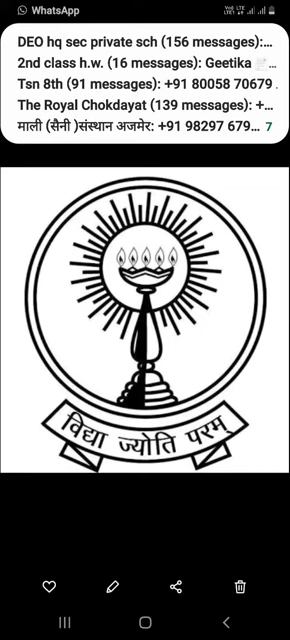 WhatsApp
DEO hq sec private sch (156 messages):...
2nd class h.w. (16 messages): Geetika 📄...
Tsn 8th (91 messages): +91 80058 70679 .
The Royal Chokdayat (139 messages): +...
माली (सैनी )संस्थान अजमेर: +91 98297 679... 7
विद्या ज्योति परम्